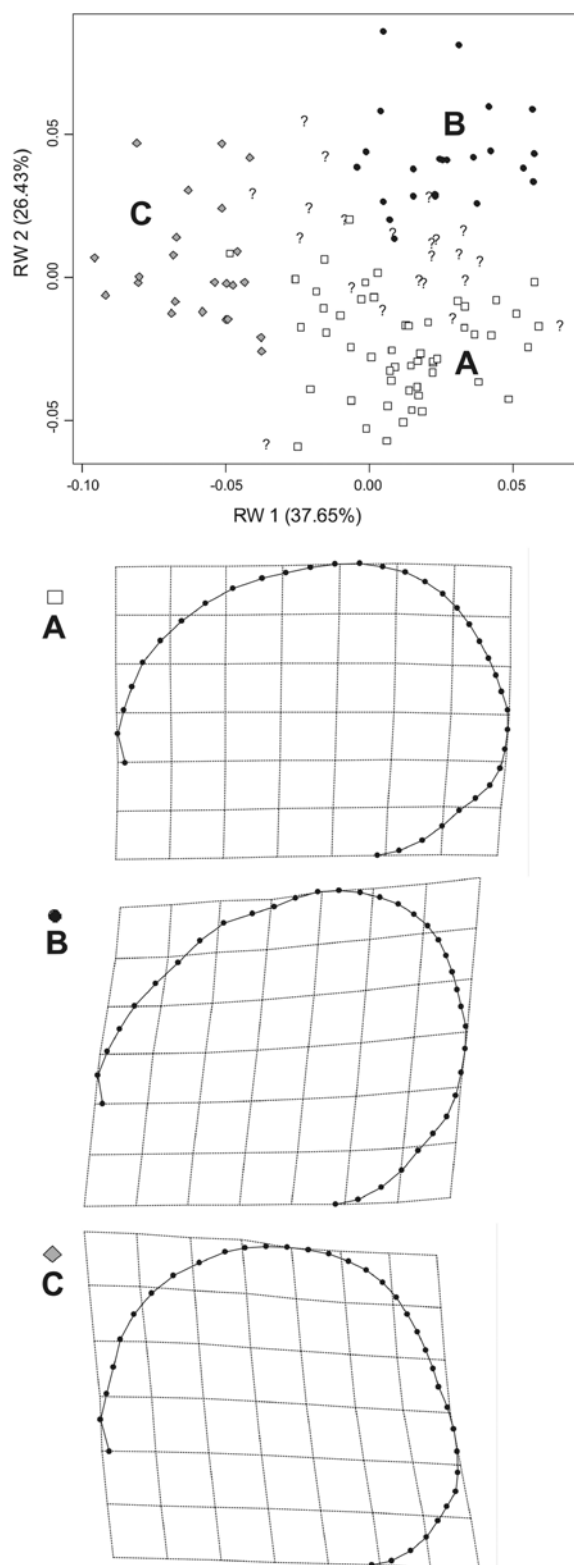 0.05
0.00
-0.05
RW 2 (26.43%)
C
B
A
? ? ? ? ? ? ? ? ? ? ? ? ? ? ? ? ? ? ? ? ? ? ? ?
-0.10 -0.05 0.00 0.05
RW 1 (37.65%)
A
B
C